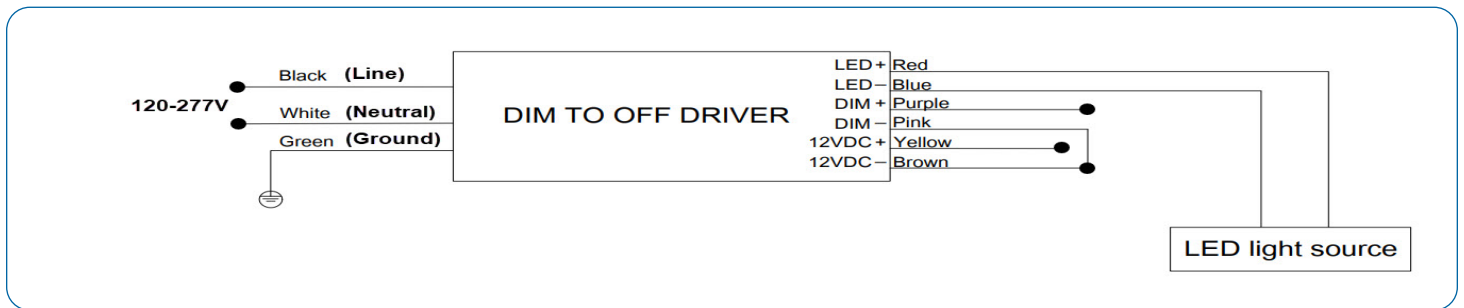 Black (Line)
120-277V
White (Neutral)
Green (Ground)
DIM TO OFF DRIVER
LED+ Red
LED− Blue
DIM + Purple
DIM − Pink
12VDC+ Yellow
12VDC− Brown
LED light source